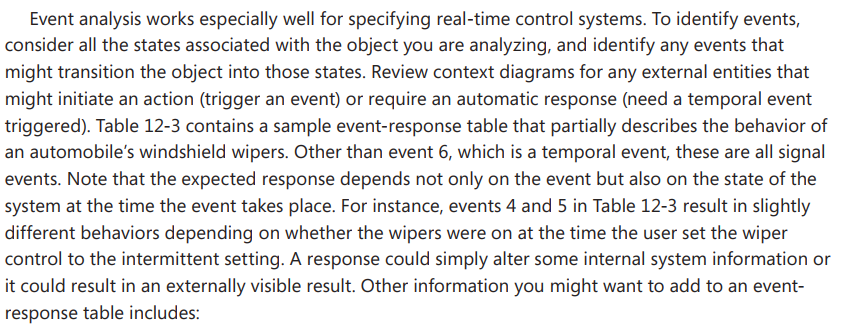 Event analysis works especially well for specifying real-time control systems. To identify events,
consider all the states associated with the object you are analyzing, and identify any events that
might transition the object into those states. Review context diagrams for any external entities that
might initiate an action (trigger an event) or require an automatic response (need a temporal event
triggered). Table 12-3 contains a sample event-response table that partially describes the behavior of
an automobile’s windshield wipers. Other than event 6, which is a temporal event, these are all signal
events. Note that the expected response depends not only on the event but also on the state of the
system at the time the event takes place. For instance, events 4 and 5 in Table 12-3 result in slightly
different behaviors depending on whether the wipers were on at the time the user set the wiper
control to the intermittent setting. A response could simply alter some internal system information or
it could result in an externally visible result. Other information you might want to add to an event-
response table includes: